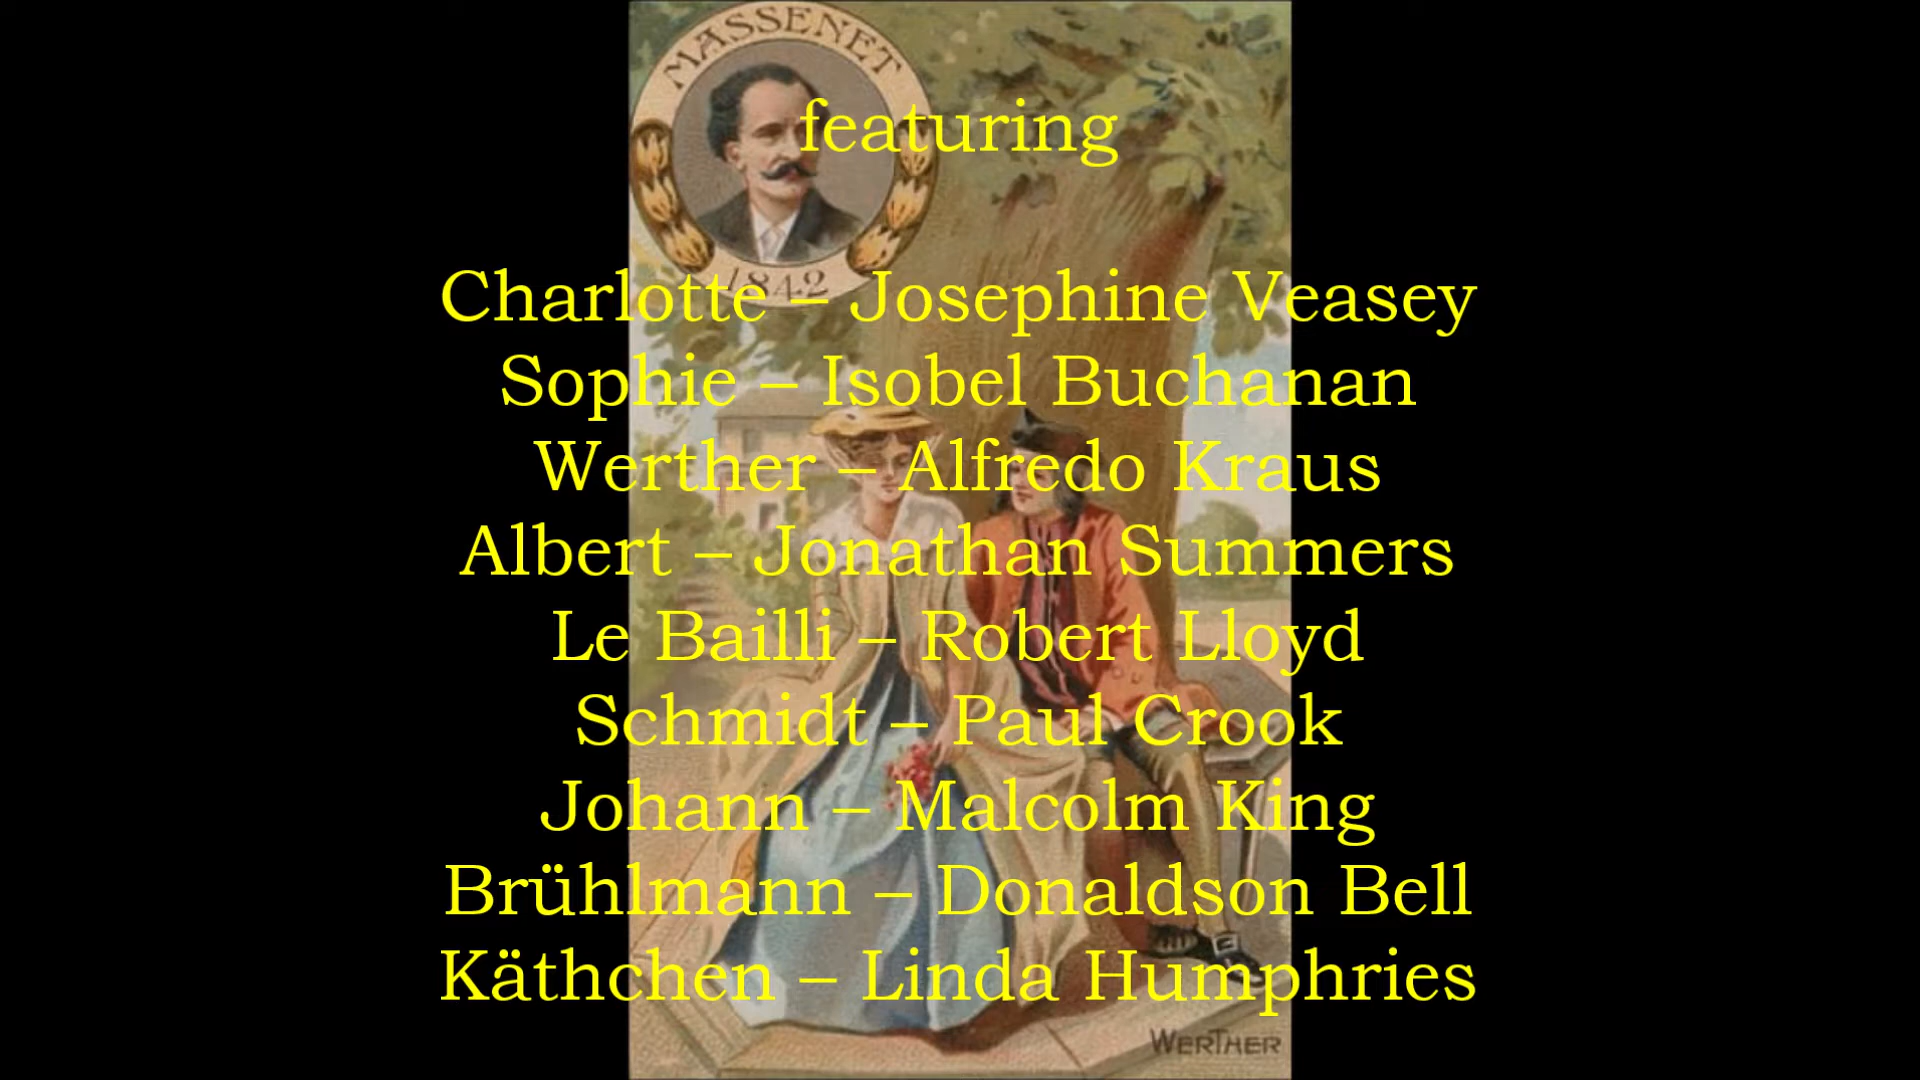 MASSENET
featuring
1842
Charlotte – Josephine Veasey
Sophie – Isobel Buchanan
Werther – Alfredo Kraus
Albert – Jonathan Summers
Le Bailli – Robert Lloyd
Schmidt – Paul Crook
Johann – Malcolm King
Brühlmann – Donaldson Bell
Käthchen – Linda Humphries
WERTHER